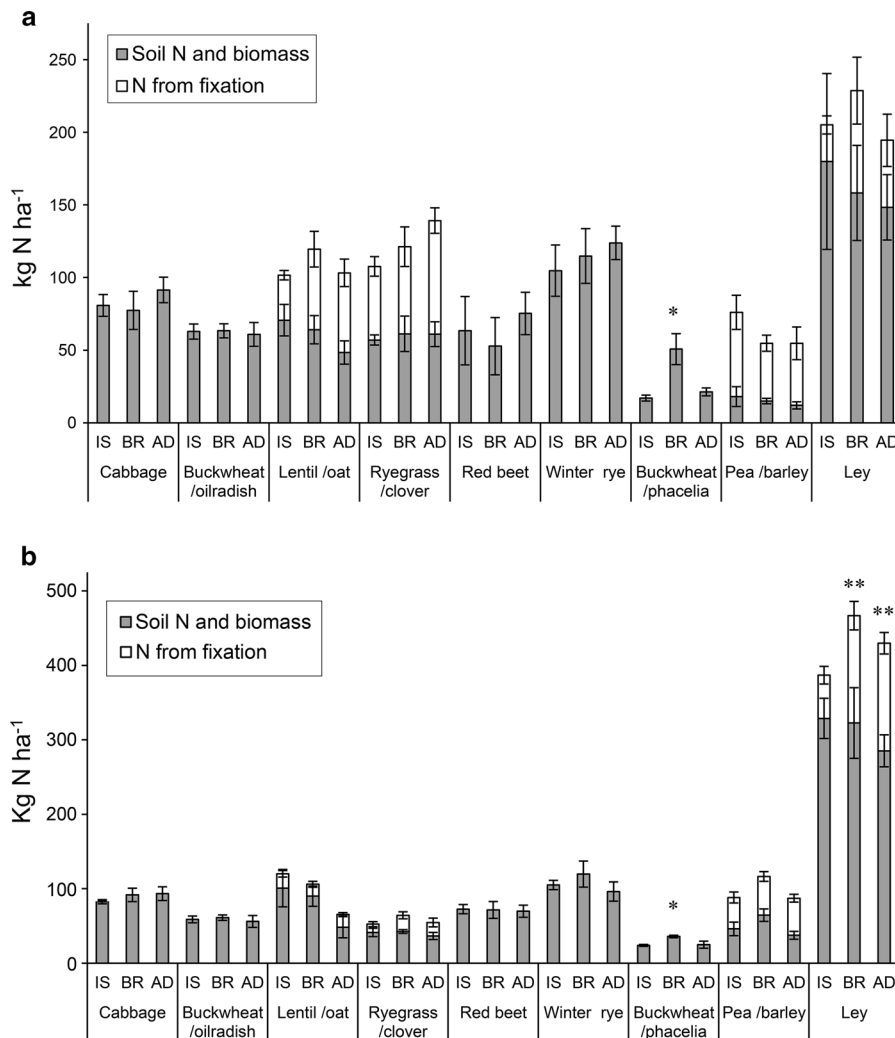 a
Soil N and biomass
N from fixation
kg N ha⁻¹
250
200
150
100
50
0
*
IS BR AD IS BR AD IS BR AD IS BR AD IS BR AD IS BR AD IS BR AD IS BR AD IS BR AD
Cabbage Buckwheat Lentil /oat Ryegrass Red beet Winter rye Buckwheat Pea /barley Ley
/oilradish /clover /phacelia
b
Soil N and biomass
N from fixation
Kg N ha⁻¹
500
400
300
200
100
0
*
**
**
IS BR AD IS BR AD IS BR AD IS BR AD IS BR AD IS BR AD IS BR AD IS BR AD IS BR AD
Cabbage Buckwheat Lentil /oat Ryegrass Red beet Winter rye Buckwheat Pea /barley Ley
/oilradish /clover /phacelia